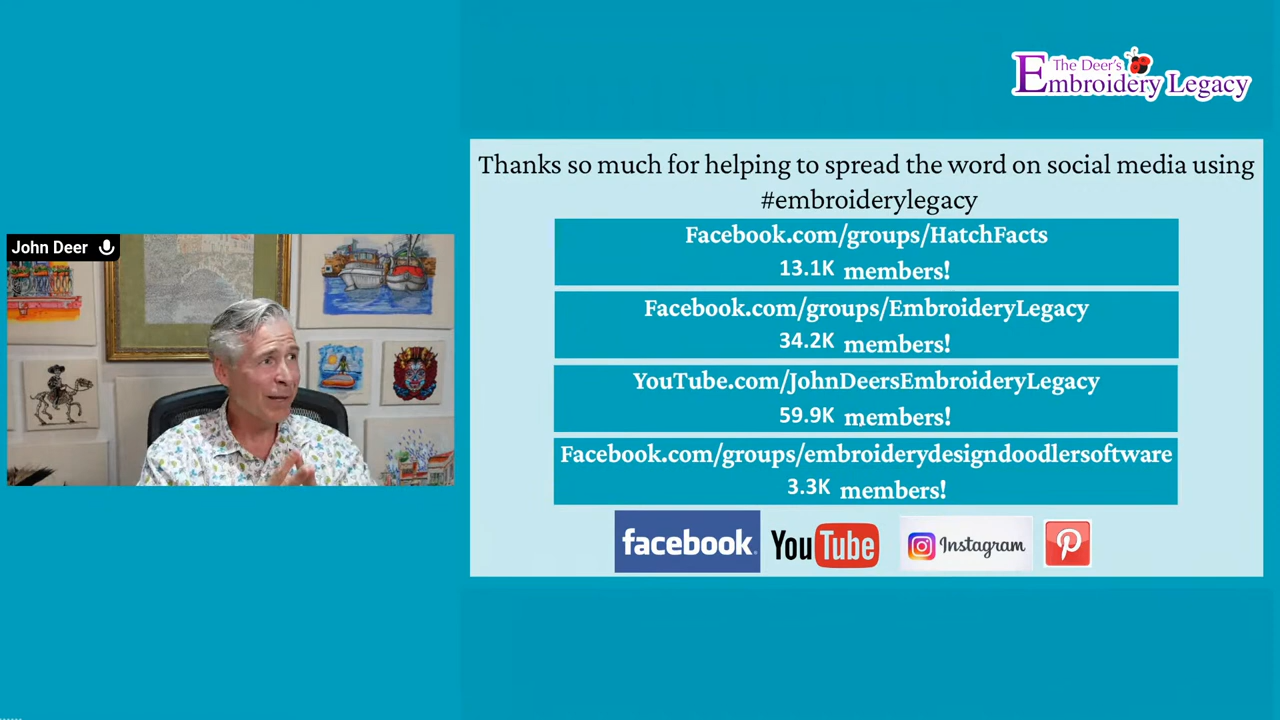 The Deer's
Embroidery Legacy
Thanks so much for helping to spread the word on social media using
#embroiderylegacy
John Deer
Facebook.com/groups/HatchFacts
13.1K members!
Facebook.com/groups/EmbroideryLegacy
34.2K members!
YouTube.com/JohnDeersEmbroideryLegacy
59.9K members!
Facebook.com/groups/embroiderydesigndoodlersoftware
3.3K members!
facebook.
YouTube
Instagram